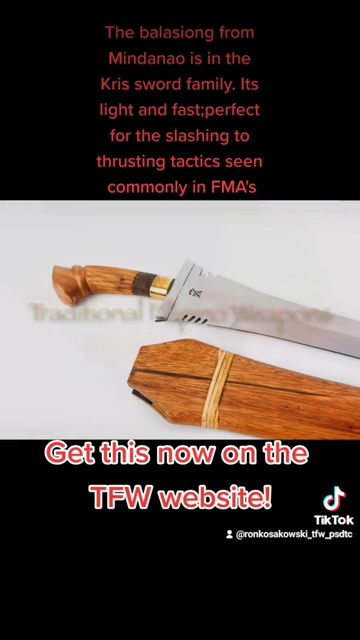 The balasiong from
Mindanao is in the
Kris sword family. Its
light and fast;perfect
for the slashing to
thrusting tactics seen
commonly in FMA's
Traditional Filipino Weapons
Get this now on the
TFW website!
TikTok
@ronkosakowski_tfw_psdtc